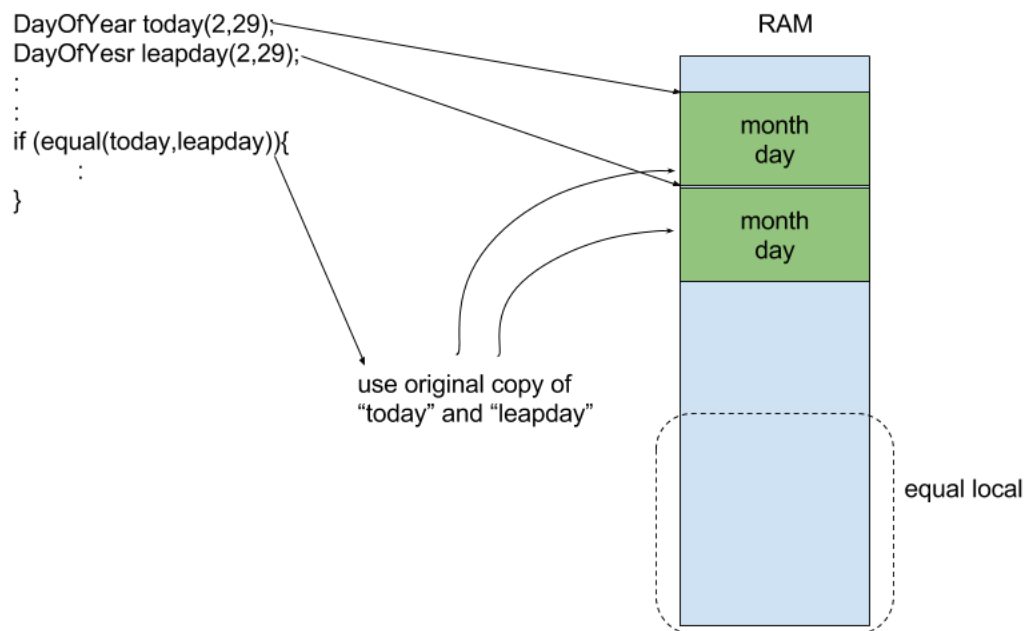 DayOfYear today(2,29);
DayOfYesr leapday(2,29);
:
:
if (equal(today,leapday)){
:
}
RAM
month
day
month
day
use original copy of
“today” and “leapday”
equal local